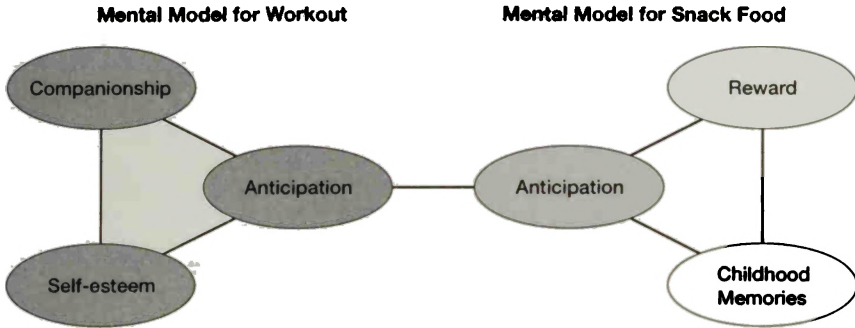 Mental Model for Workout
Mental Model for Snack Food
Companionship
Reward
Anticipation
Anticipation
Self-esteem
Childhood
Memories